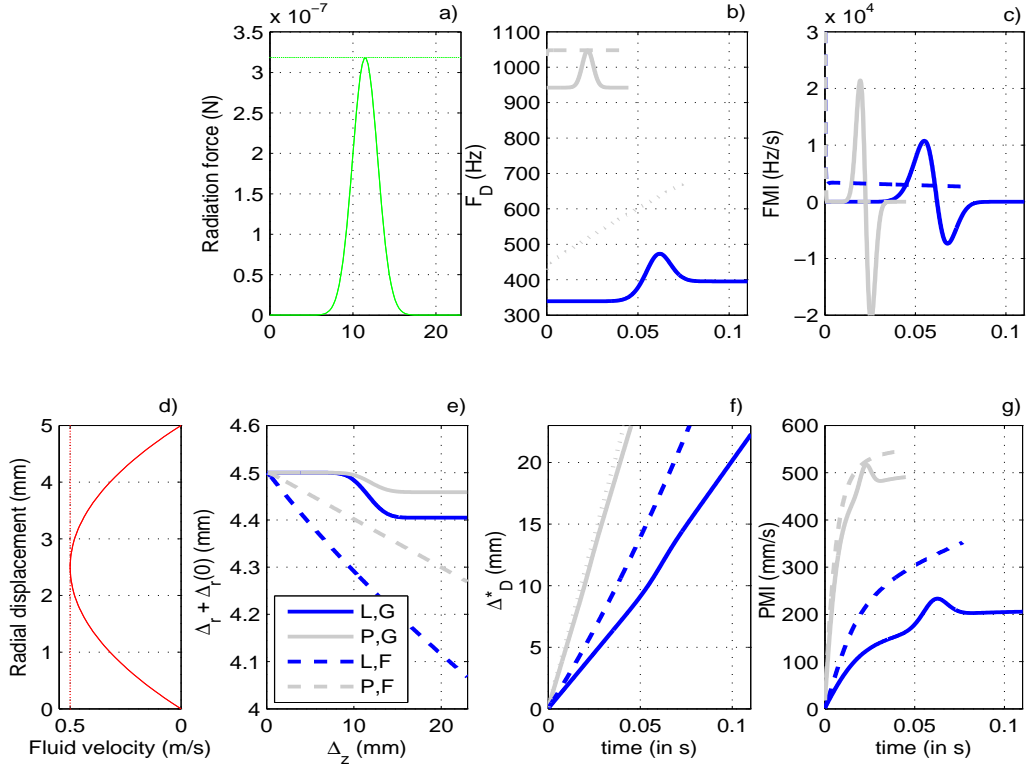 a)
x 10⁻⁷
3.5
3
2.5
2
1.5
1
0.5
0
Radiation force (N)
0 10 20
b)
1100
1000
900
800
700
600
500
400
300
F_D (Hz)
0 0.05 0.1
c)
x 10⁴
3
2
1
0
−1
−2
FMI (Hz/s)
0 0.05 0.1
d)
5
4
3
2
1
0
Radial displacement (mm)
0.5 0
Fluid velocity (m/s)
e)
4.6
4.5
4.4
4.3
4.2
4.1
4
Δ_r + Δ_r(0) (mm)
L,G
P,G
L,F
P,F
0 10 20
Δ_z (mm)
f)
20
15
10
5
0
Δ*_D (mm)
0 0.05 0.1
time (in s)
g)
600
500
400
300
200
100
0
PMI (mm/s)
0 0.05 0.1
time (in s)